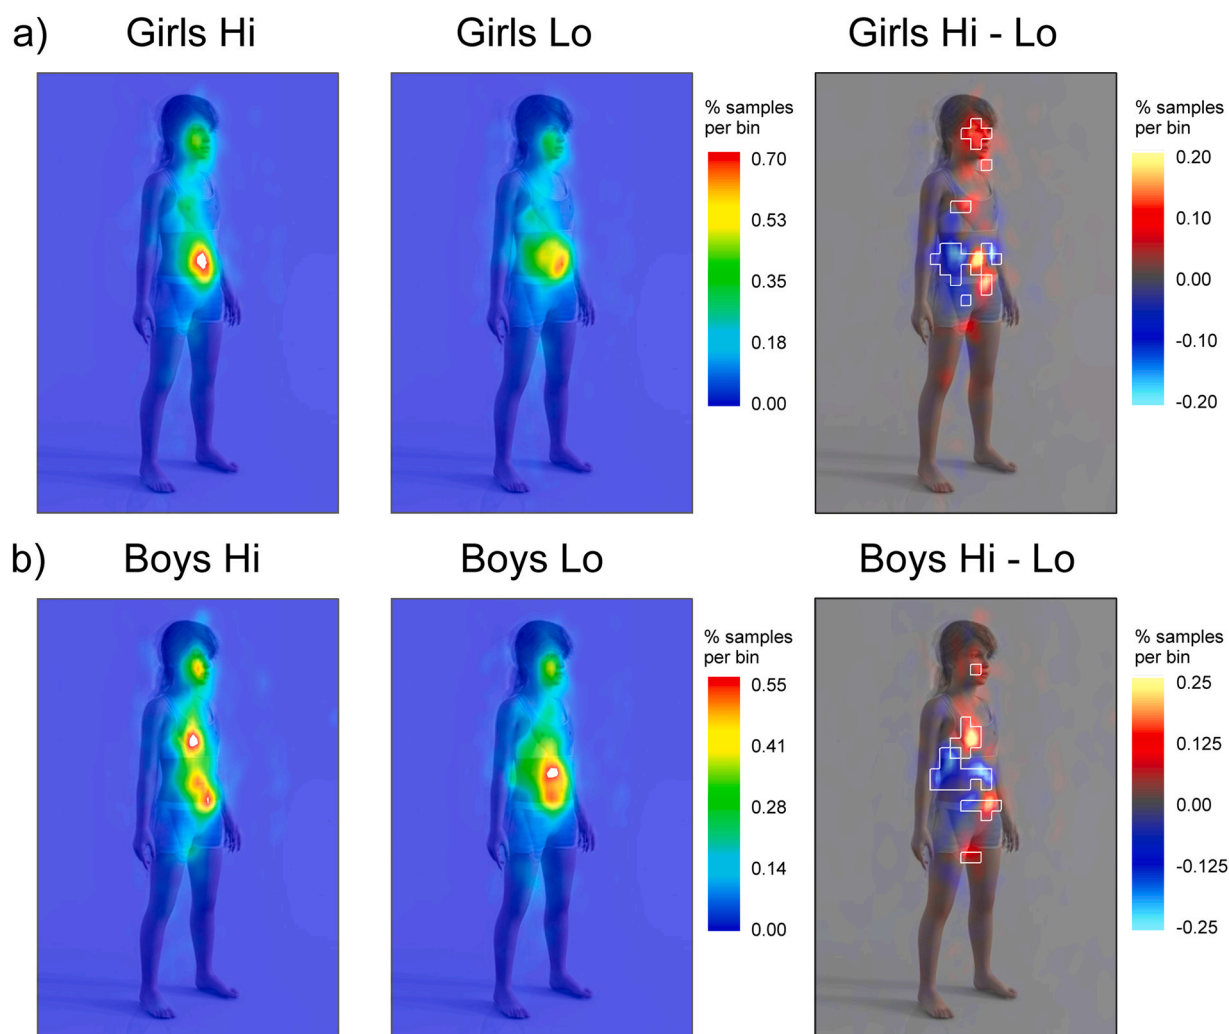 a)
Girls Hi
Girls Lo
Girls Hi - Lo
% samples
per bin
0.70
0.53
0.35
0.18
0.00
% samples
per bin
0.20
0.10
0.00
-0.10
-0.20
b)
Boys Hi
Boys Lo
Boys Hi - Lo
% samples
per bin
0.55
0.41
0.28
0.14
0.00
% samples
per bin
0.25
0.125
0.00
-0.125
-0.25